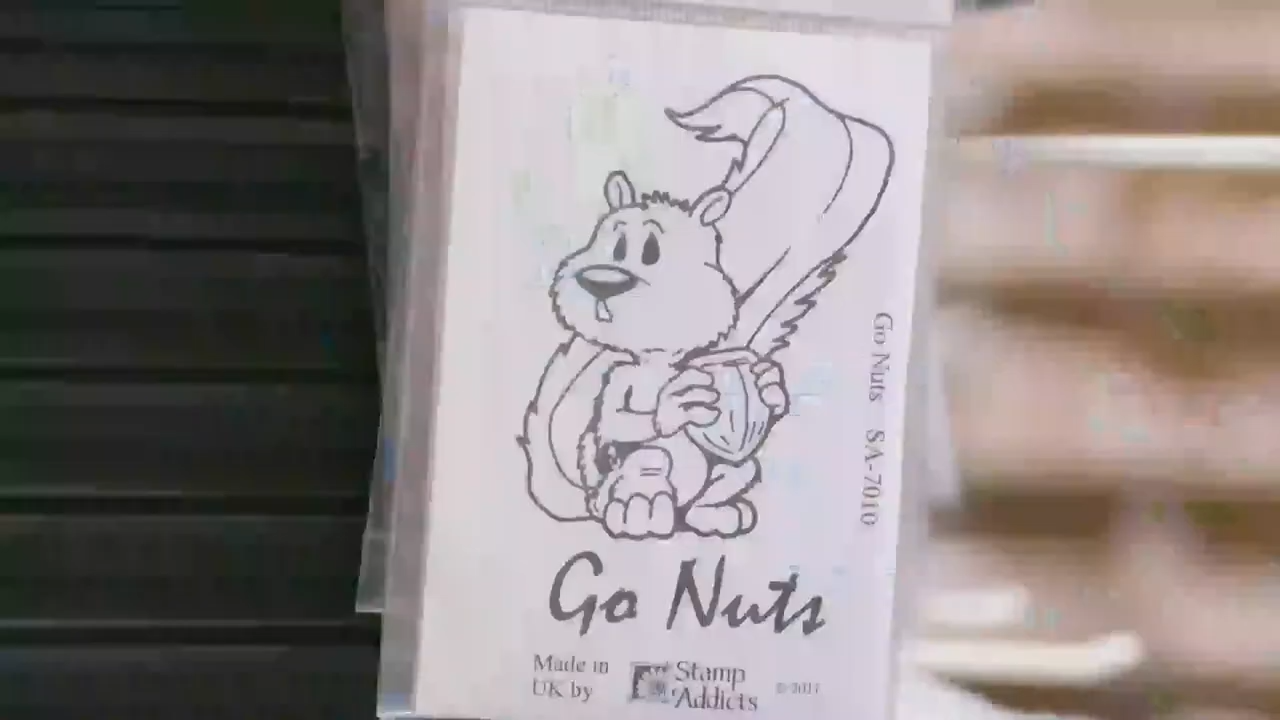 Go Nuts SA-7010
Go Nuts
Made in
UK by
Stamp
Addicts